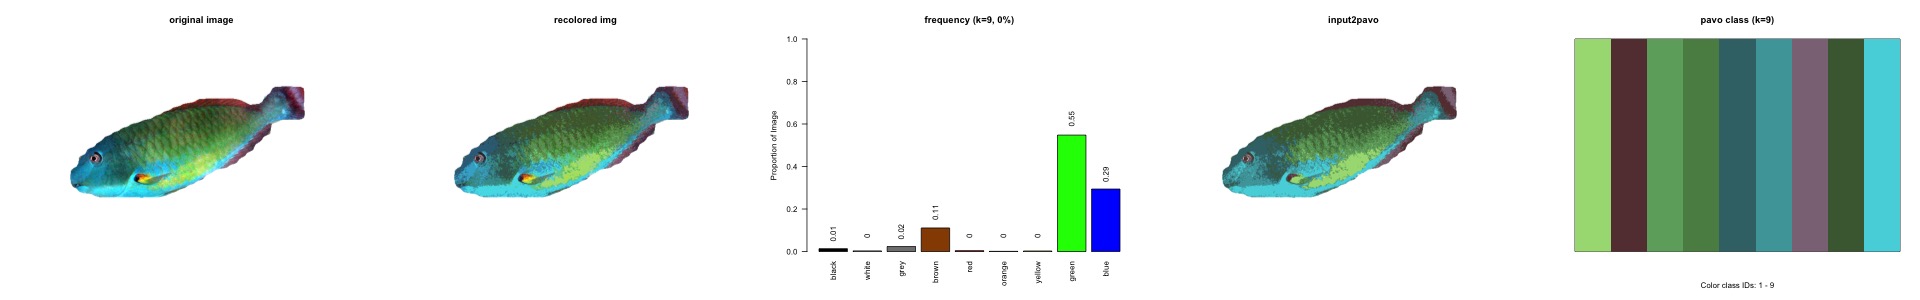 original image
recolored img
frequency (k=9, 0%)
input2pavo
pavo class (k=9)
Proportion of Image
1.0
0.8
0.6
0.4
0.2
0.0
0.01
0
0.02
0.11
0
0
0
0.55
0.29
black
white
grey
brown
red
orange
yellow
green
blue
Color class IDs: 1 - 9